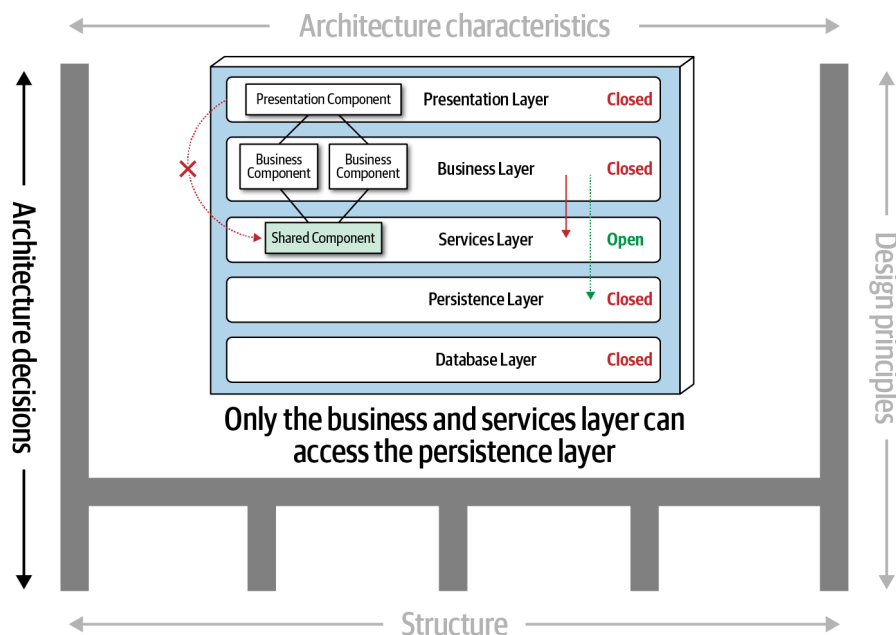 Architecture characteristics
Presentation Component
Presentation Layer
Closed
Business
Component
Business
Component
Business Layer
Closed
Shared Component
Services Layer
Open
Persistence Layer
Closed
Database Layer
Closed
Only the business and services layer can
access the persistence layer
Architecture decisions
Design principles
Structure